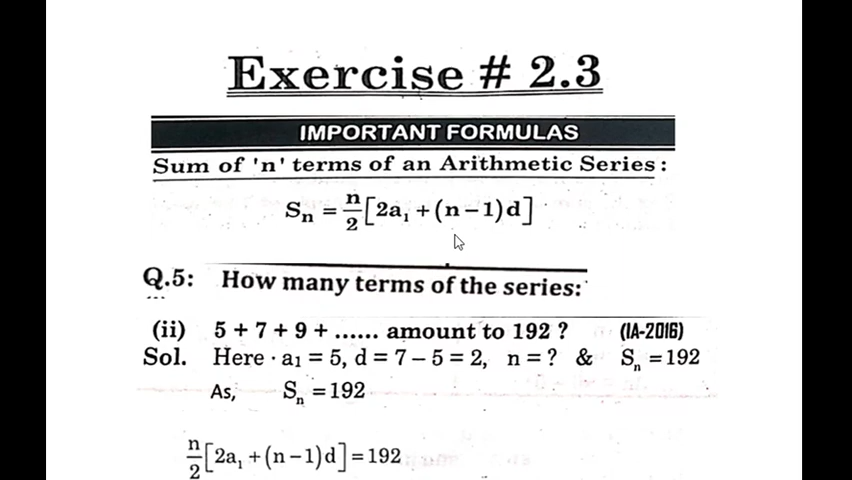 Exercise # 2.3
IMPORTANT FORMULAS
Sum of 'n' terms of an Arithmetic Series :
Sₙ = n/2 [2a₁ + (n − 1) d]
Q.5: How many terms of the series:
(ii) 5 + 7 + 9 + ...... amount to 192 ? (IA-2016)
Sol. Here · a₁ = 5, d = 7 − 5 = 2, n = ? & Sₙ = 192
As, Sₙ = 192
n/2 [2a₁ + (n − 1) d] = 192